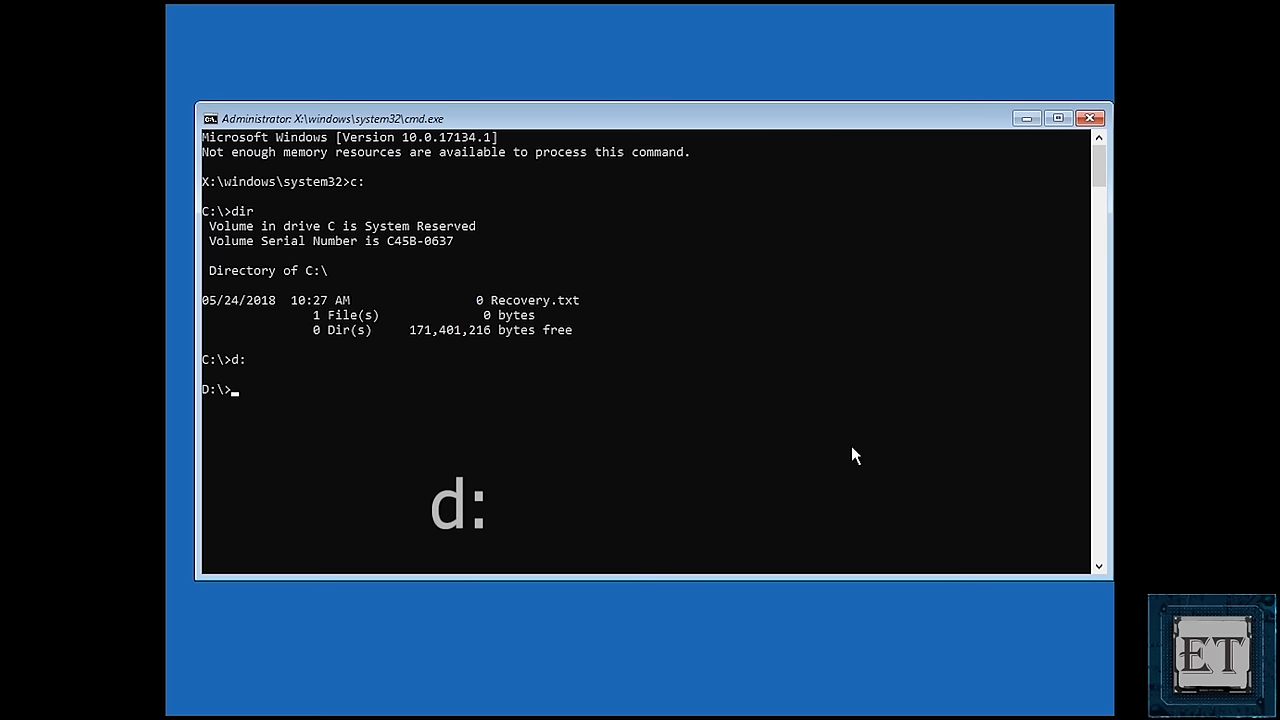 Administrator: X:\windows\system32\cmd.exe
Microsoft Windows [Version 10.0.17134.1]
Not enough memory resources are available to process this command.
X:\windows\system32>c:
C:\>dir
Volume in drive C is System Reserved
Volume Serial Number is C45B-0637
Directory of C:\
05/24/2018  10:27 AM                 0 Recovery.txt
1 File(s)              0 bytes
0 Dir(s)     171,401,216 bytes free
C:\>d:
D:\>
d:
ET